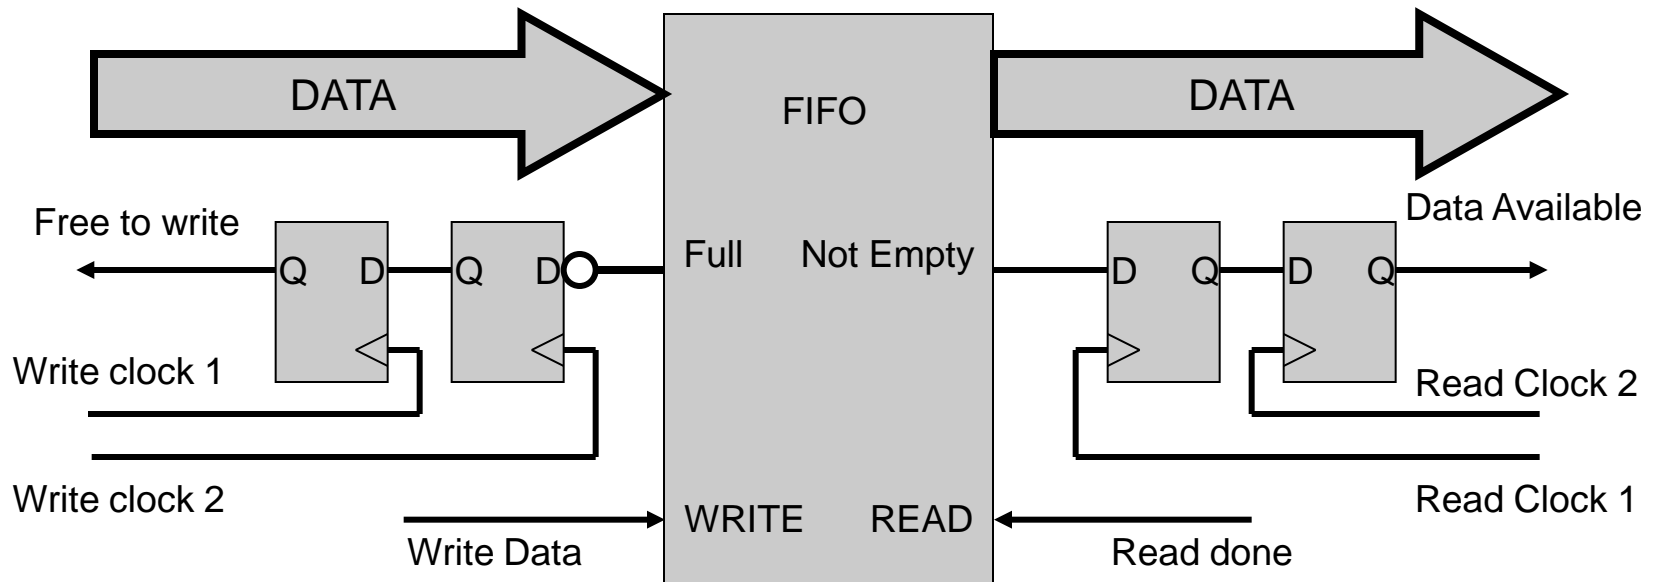 DATA
FIFO
DATA
Free to write
Data Available
Full
Not Empty
Q D
Q D
D Q
D Q
Write clock 1
Read Clock 2
Write clock 2
Read Clock 1
WRITE
READ
Write Data
Read done